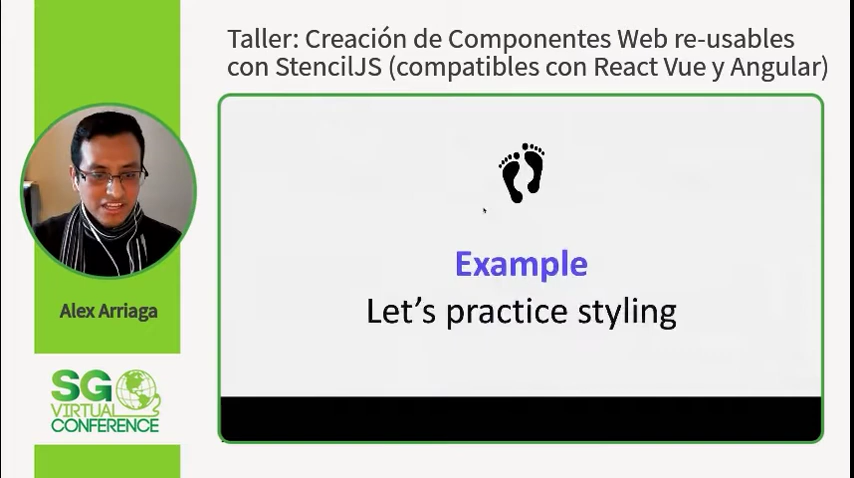 Taller: Creación de Componentes Web re-usables
con StencilJS (compatibles con React Vue y Angular)
Example
Let's practice styling
Alex Arriaga
SG
VIRTUAL
CONFERENCE